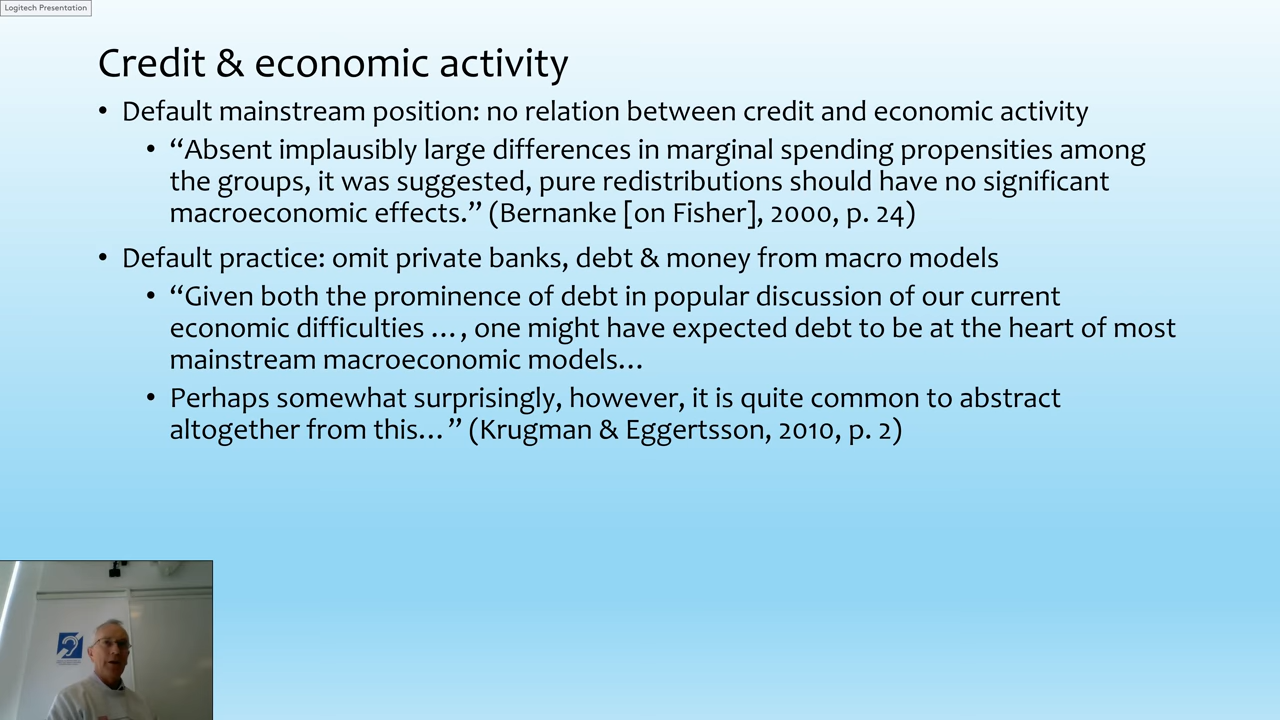 Logitech Presentation
Credit & economic activity
• Default mainstream position: no relation between credit and economic activity
• “Absent implausibly large differences in marginal spending propensities among
the groups, it was suggested, pure redistributions should have no significant
macroeconomic effects.” (Bernanke [on Fisher], 2000, p. 24)
• Default practice: omit private banks, debt & money from macro models
• “Given both the prominence of debt in popular discussion of our current
economic difficulties …, one might have expected debt to be at the heart of most
mainstream macroeconomic models…
• Perhaps somewhat surprisingly, however, it is quite common to abstract
altogether from this…” (Krugman & Eggertsson, 2010, p. 2)